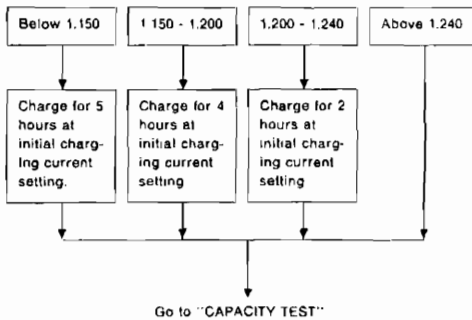 Below 1.150
1 150 - 1.200
1.200 - 1.240
Above 1.240
Charge for 5
hours at
initial charg-
ing current
setting.
Charge for 4
hours at
initial charg-
ing current
setting
Charge for 2
hours at
initial charg-
ing current
setting
Go to "CAPACITY TEST"